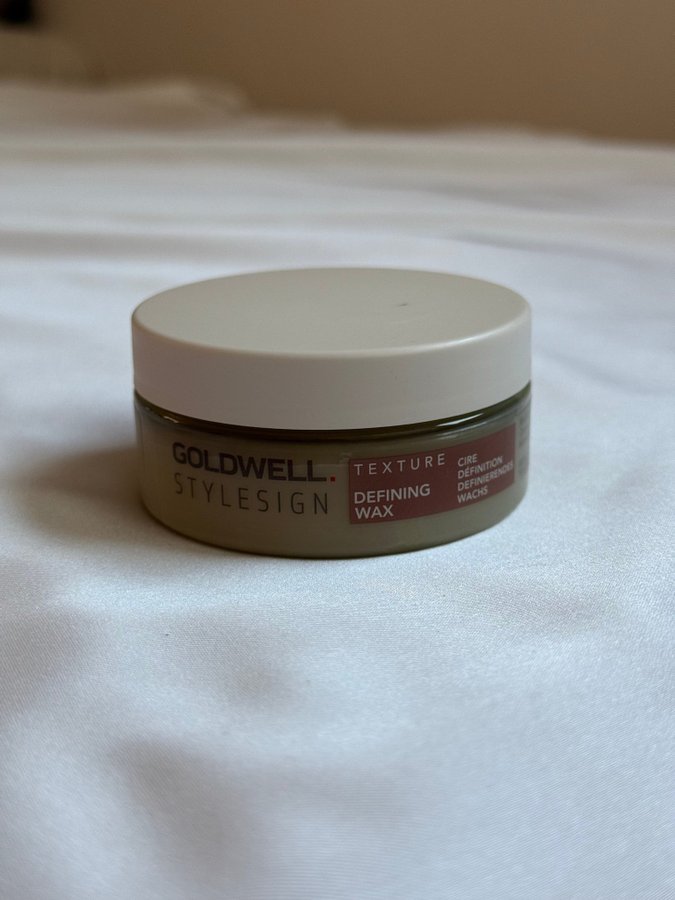 GOLDWELL.
STYLESIGN
TEXTURE
DEFINING
WAX
CIRE
DÉFINITION
DEFINIERENDES
WACHS